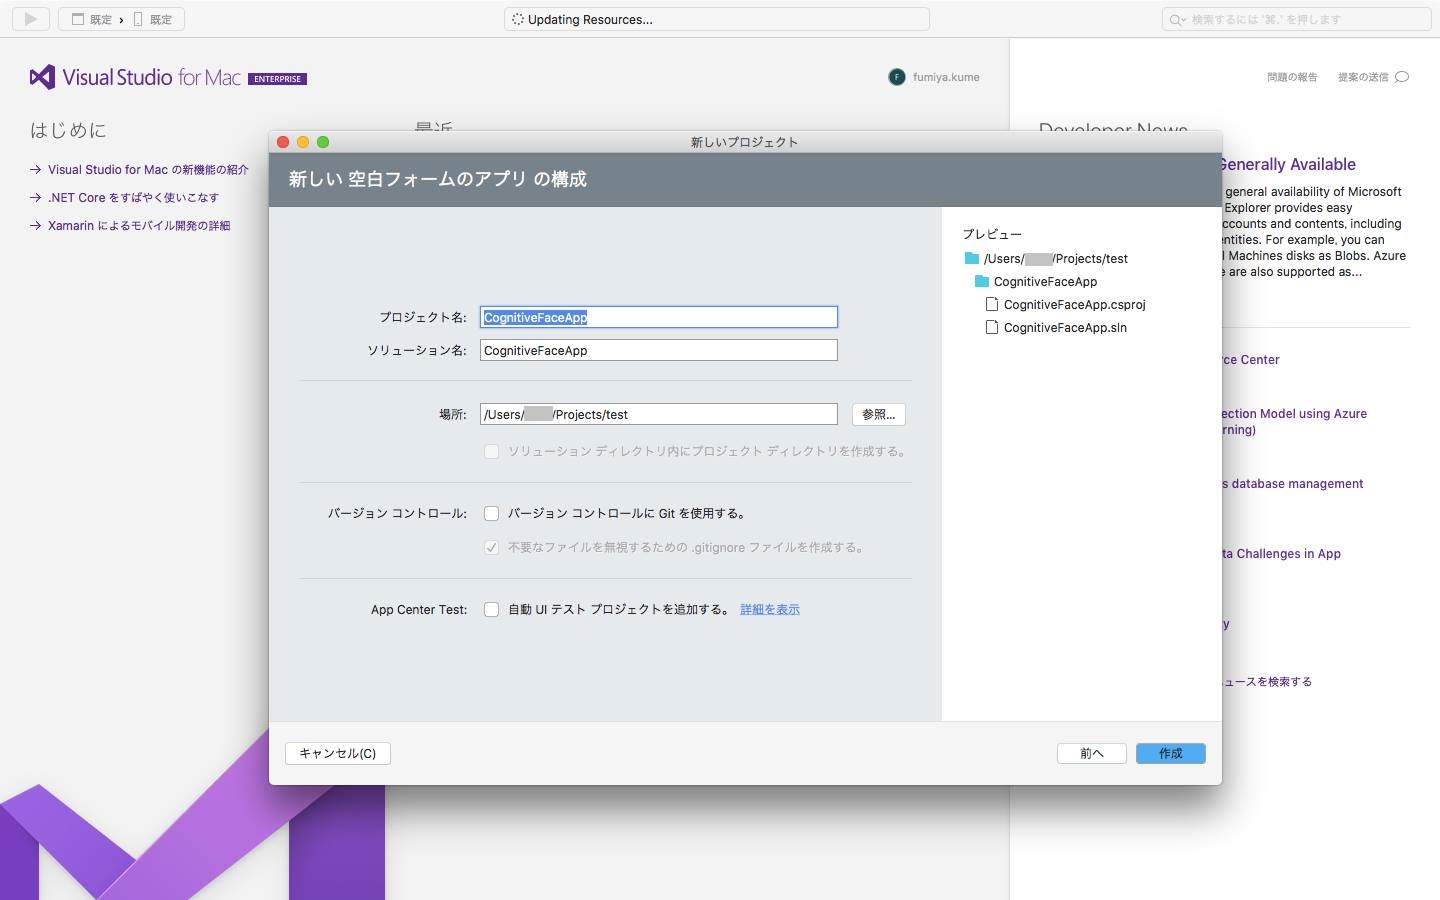 既定 › 既定
Updating Resources...
検索するには '⌘.' を押します
Visual Studio for Mac ENTERPRISE
F fumiya.kume
問題の報告 提案の送信
はじめに
最近
Developer News
→ Visual Studio for Mac の新機能の紹介
→ .NET Core をすばやく使いこなす
→ Xamarin によるモバイル開発の詳細
新しいプロジェクト
新しい 空白フォームのアプリ の構成
プロジェクト名: CognitiveFaceApp
ソリューション名: CognitiveFaceApp
場所: /Users/ /Projects/test 参照...
ソリューション ディレクトリ内にプロジェクト ディレクトリを作成する。
バージョン コントロール: バージョン コントロールに Git を使用する。
不要なファイルを無視するための .gitignore ファイルを作成する。
App Center Test: 自動 UI テスト プロジェクトを追加する。 詳細を表示
プレビュー
/Users/ /Projects/test
CognitiveFaceApp
CognitiveFaceApp.csproj
CognitiveFaceApp.sln
キャンセル(C) 前へ 作成
Generally Available
general availability of Microsoft
Explorer provides easy
ccounts and contents, including
entities. For example, you can
Machines disks as Blobs. Azure
e are also supported as...
rce Center
ection Model using Azure
rning)
s database management
ta Challenges in App
y
ュースを検索する